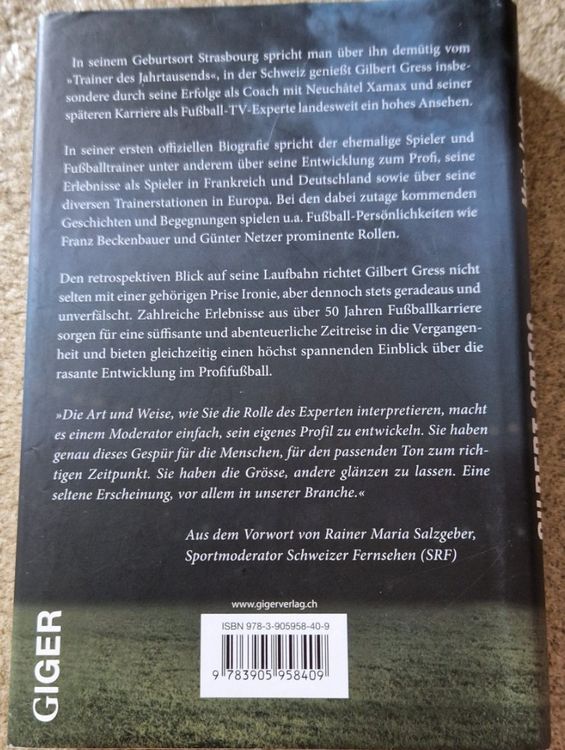 In seinem Geburtsort Strasbourg spricht man über ihn demütig vom
»Trainer des Jahrtausends«, in der Schweiz genießt Gilbert Gress insbe-
sondere durch seine Erfolge als Coach mit Neuchâtel Xamax und seiner
späteren Karriere als Fußball-TV-Experte landesweit ein hohes Ansehen.
In seiner ersten offiziellen Biografie spricht der ehemalige Spieler und
Fußballtrainer unter anderem über seine Entwicklung zum Profi, seine
Erlebnisse als Spieler in Frankreich und Deutschland sowie über seine
diversen Trainerstationen in Europa. Bei den dabei zutage kommenden
Geschichten und Begegnungen spielen u.a. Fußball-Persönlichkeiten wie
Franz Beckenbauer und Günter Netzer prominente Rollen.
Den retrospektiven Blick auf seine Laufbahn richtet Gilbert Gress nicht
selten mit einer gehörigen Prise Ironie, aber dennoch stets geradeaus und
unverfälscht. Zahlreiche Erlebnisse aus über 50 Jahren Fußballkarriere
sorgen für eine süffisante und abenteuerliche Zeitreise in die Vergangen-
heit und bieten gleichzeitig einen höchst spannenden Einblick über die
rasante Entwicklung im Profifußball.
»Die Art und Weise, wie Sie die Rolle des Experten interpretieren, macht
es einem Moderator einfach, sein eigenes Profil zu entwickeln. Sie haben
genau dieses Gespür für die Menschen, für den passenden Ton zum rich-
tigen Zeitpunkt. Sie haben die Grösse, andere glänzen zu lassen. Eine
seltene Erscheinung, vor allem in unserer Branche.«
Aus dem Vorwort von Rainer Maria Salzgeber,
Sportmoderator Schweizer Fernsehen (SRF)
www.gigerverlag.ch
ISBN 978-3-905958-40-9
9 783905 958409
GIGER
GILBERT GRESS